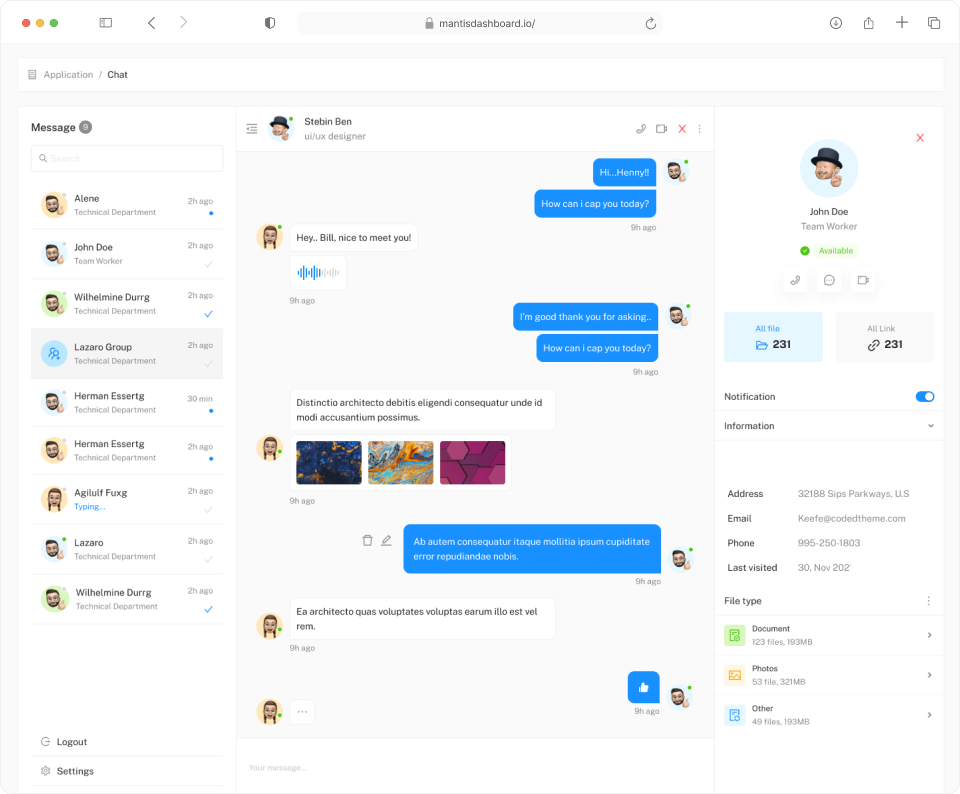 mantisdashboard.io/
Application / Chat
Message 9
Search
Alene
Technical Department
2h ago
John Doe
Team Worker
2h ago
Wilhelmine Durrg
Technical Department
2h ago
Lazaro Group
Technical Department
2h ago
Herman Essertg
Technical Department
30 min
Herman Essertg
Technical Department
2h ago
Agilulf Fuxg
Typing...
2h ago
Lazaro
Technical Department
2h ago
Wilhelmine Durrg
Technical Department
2h ago
Logout
Settings
Stebin Ben
ui/ux designer
Hi...Henny!!
How can i cap you today?
9h ago
Hey.. Bill, nice to meet you!
9h ago
I'm good thank you for asking..
How can i cap you today?
9h ago
Distinctio architecto debitis eligendi consequatur unde id
modi accusantium possimus.
9h ago
Ab autem consequatur itaque mollitia ipsum cupiditate
error repudiandae nobis.
9h ago
Ea architecto quas voluptates voluptas earum illo est vel
rem.
9h ago
9h ago
Your message...
John Doe
Team Worker
Available
All file
231
All Link
231
Notification
Information
Address 32188 Sips Parkways, U.S
Email Keefe@codedtheme.com
Phone 995-250-1803
Last visited 30, Nov 202
File type
Document
123 files, 193MB
Photos
53 file, 321MB
Other
49 files, 193MB